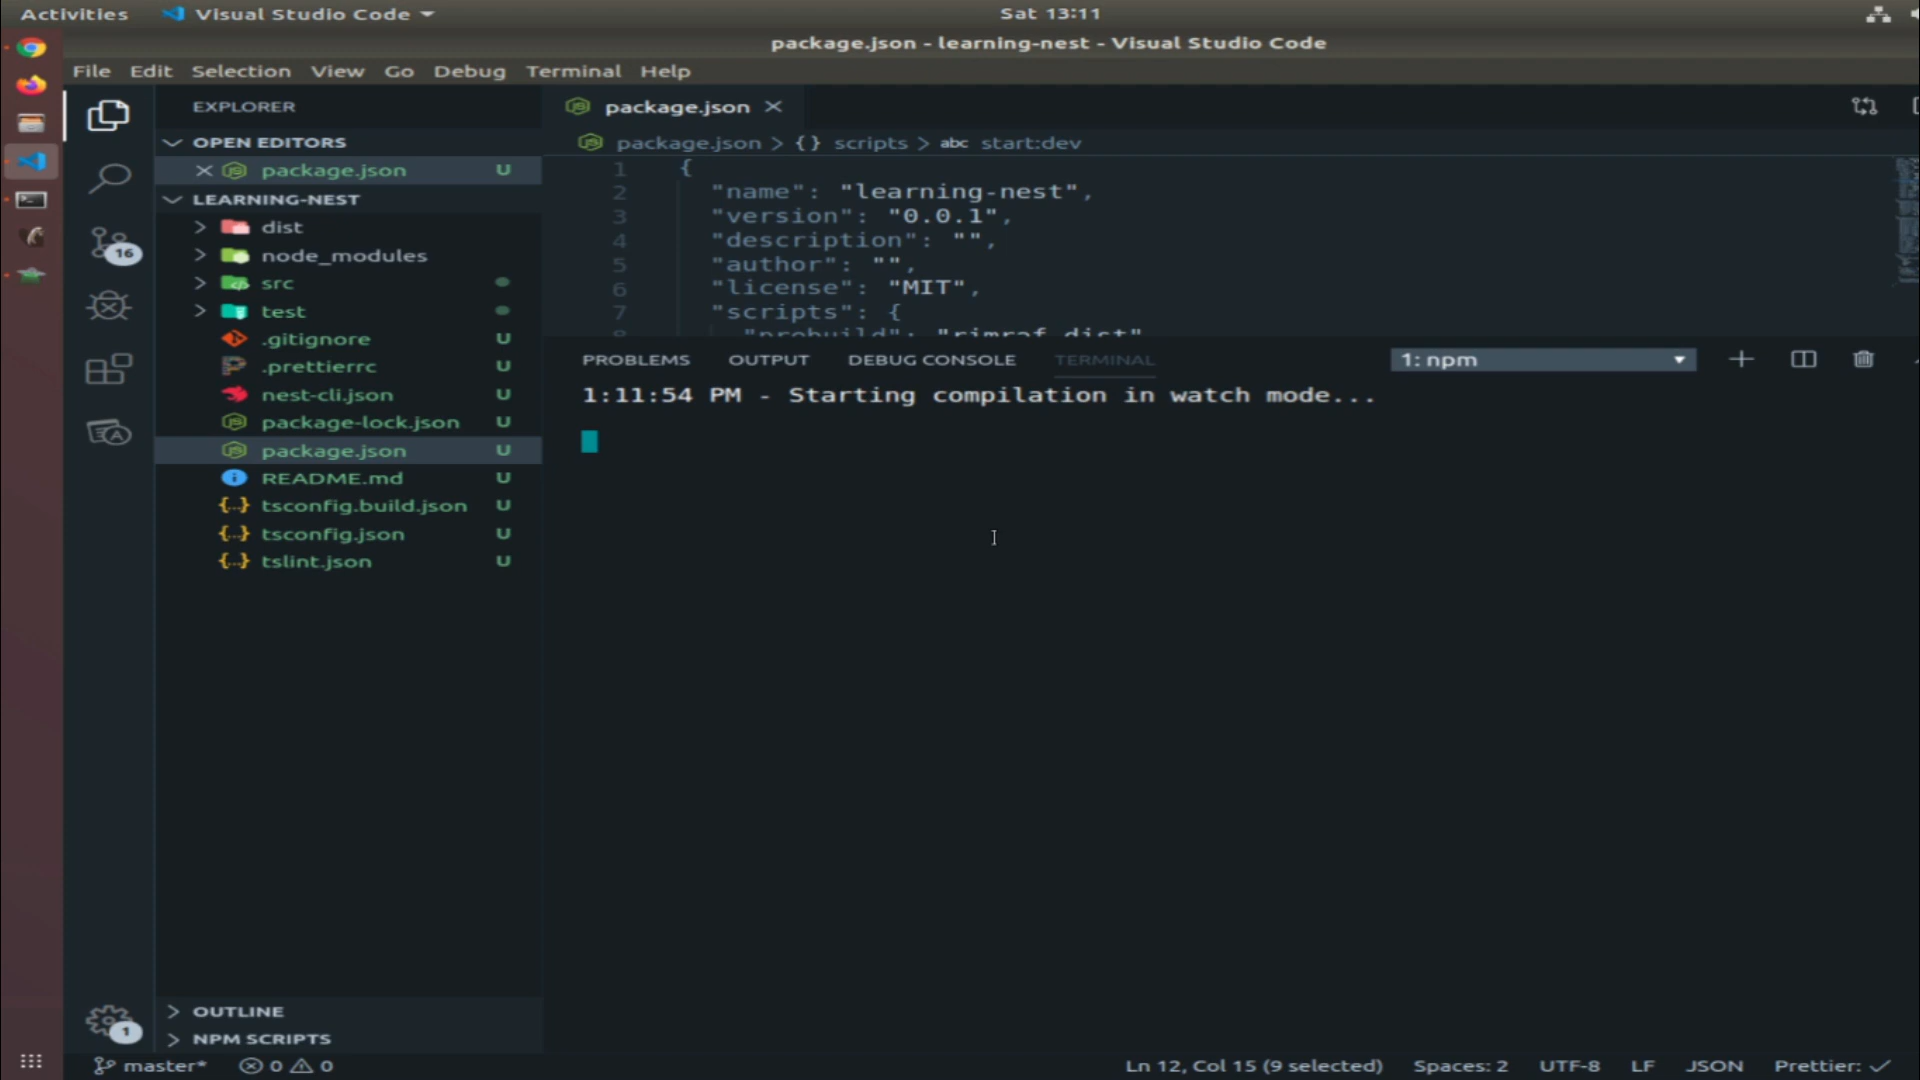 Activities
Visual Studio Code
Sat 13:11
package.json - learning-nest - Visual Studio Code
File Edit Selection View Go Debug Terminal Help
EXPLORER
OPEN EDITORS
package.json U
LEARNING-NEST
dist
node_modules
src
test
.gitignore U
.prettierrc U
nest-cli.json U
package-lock.json U
package.json U
README.md U
tsconfig.build.json U
tsconfig.json U
tslint.json U
OUTLINE
NPM SCRIPTS
16
1
package.json
package.json > {} scripts > abc start:dev
1 {
2 "name": "learning-nest",
3 "version": "0.0.1",
4 "description": "",
5 "author": "",
6 "license": "MIT",
7 "scripts": {
8 "prebuild": "rimraf dist"
PROBLEMS OUTPUT DEBUG CONSOLE TERMINAL
1: npm
1:11:54 PM - Starting compilation in watch mode...
master* 0 0
Ln 12, Col 15 (9 selected) Spaces: 2 UTF-8 LF JSON Prettier: ✓